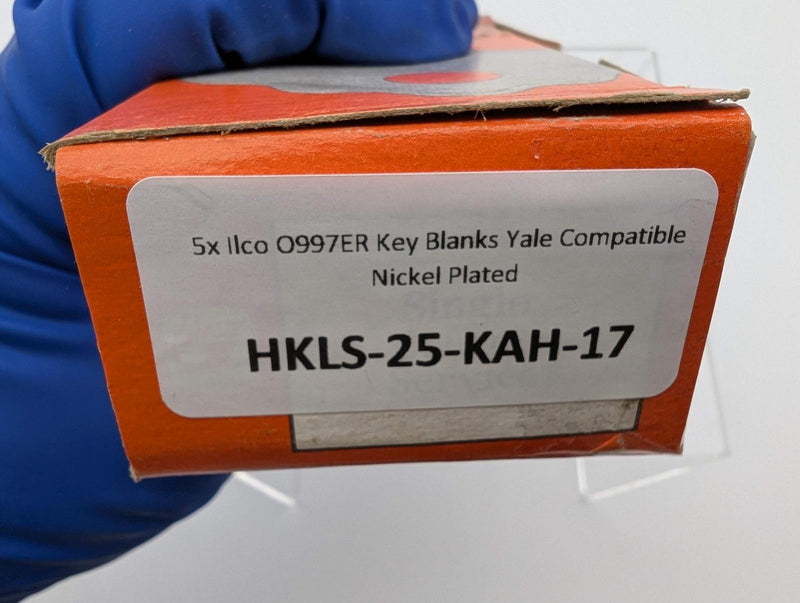 5x Ilco O997ER Key Blanks Yale Compatible
Nickel Plated
HKLS-25-KAH-17